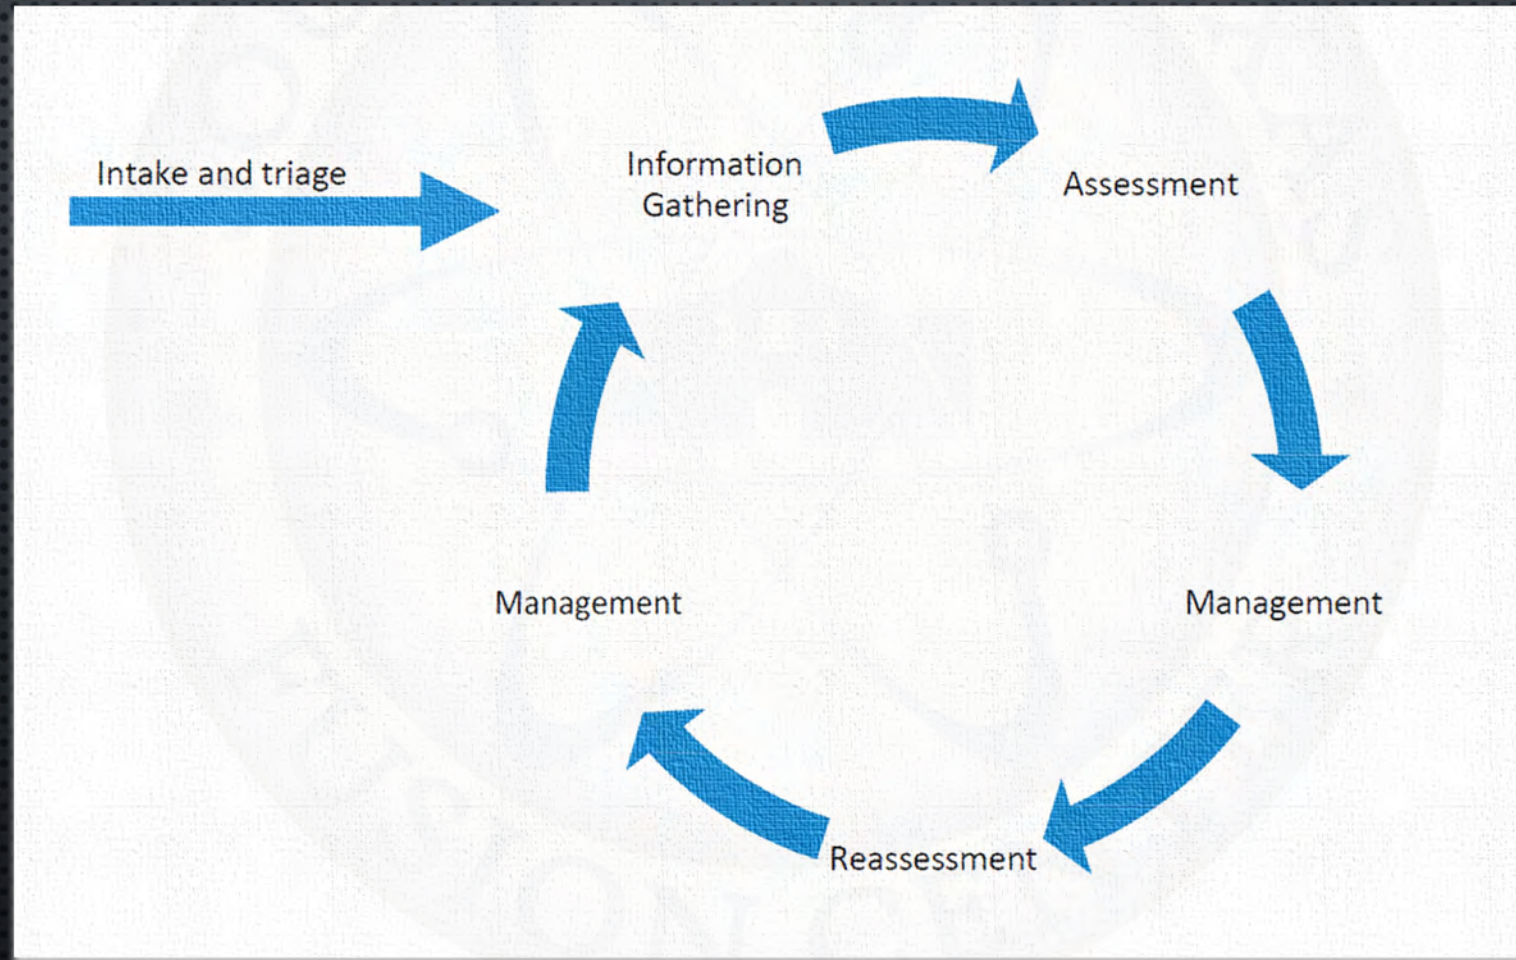 Intake and triage
Information
Gathering
Assessment
Management
Management
Reassessment